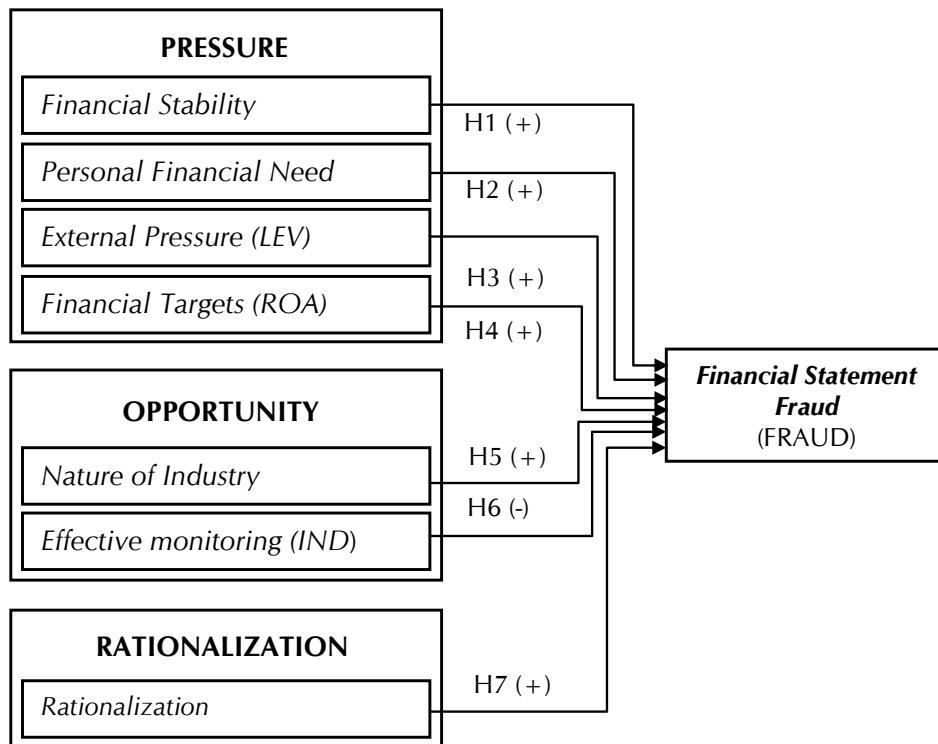 PRESSURE
Financial Stability
H1 (+)
Personal Financial Need
H2 (+)
External Pressure (LEV)
H3 (+)
Financial Targets (ROA)
H4 (+)
Financial Statement
Fraud
(FRAUD)
OPPORTUNITY
Nature of Industry
H5 (+)
H6 (-)
Effective monitoring (IND)
RATIONALIZATION
H7 (+)
Rationalization